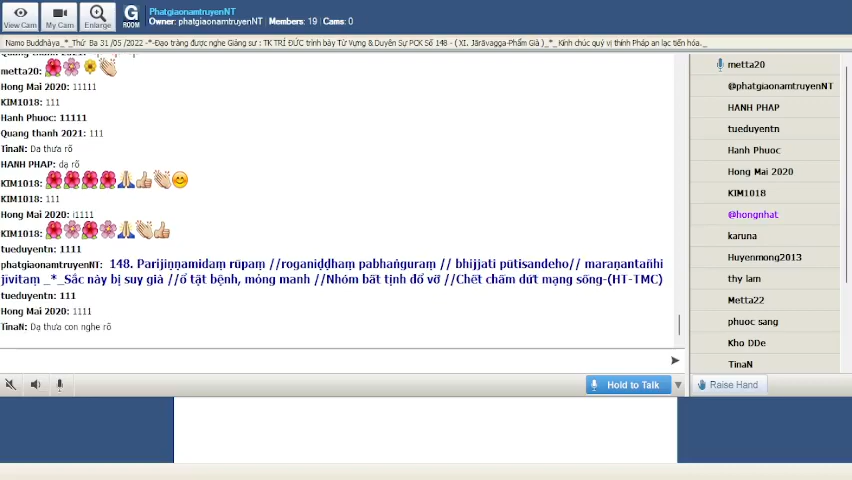 View Cam
My Cam
Enlarge
G
ROOM
PhatgiaonamtruyenNT
Owner: phatgiaonamtruyenNT | Members: 19 | Cams: 0
Namo Buddhàya_*_Thứ Ba 31 /05 /2022 -*-Đạo tràng được nghe Giảng sư : TK TRÍ ĐỨC trình bày Từ Vựng & Duyên Sự PCK Số 148 - ( XI. Jàràvagga-Phẩm Già )_*_ Kính chúc quý vị thính Pháp an lạc tiến hóa._
metta20:
Hong Mai 2020: 11111
KIM1018: 111
Hanh Phuoc: 11111
Quang thanh 2021: 111
TinaN: Dạ thưa rõ
HANH PHAP: dạ rõ
KIM1018:
KIM1018: 111
Hong Mai 2020: i1111
KIM1018:
tueduyentn: 1111
phatgiaonamtruyenNT: 148. Parijiṇṇamidaṃ rūpaṃ //roganiḍḍhaṃ pabhaṅguraṃ // bhijjati pūtisandeho// maraṇantañhi
jīvitaṃ _*_Sắc này bị suy già //ổ tật bệnh, mỏng manh //Nhóm bất tịnh đổ vỡ //Chết chấm dứt mạng sống-(HT-TMC)
tueduyentn: 111
Hong Mai 2020: 1111
TinaN: Dạ thưa con nghe rõ
Hold to Talk
metta20
@phatgiaonamtruyenNT
HANH PHAP
tueduyentn
Hanh Phuoc
Hong Mai 2020
KIM1018
@hongnhat
karuna
Huyenmong2013
thy lam
Metta22
phuoc sang
Kho DDe
TinaN
Raise Hand